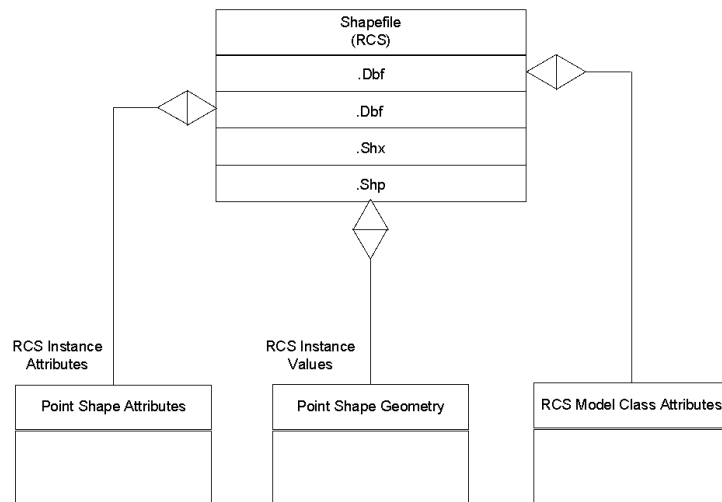 Shapefile
(RCS)
.Dbf
.Dbf
.Shx
.Shp
RCS Instance
Attributes
RCS Instance
Values
Point Shape Attributes
Point Shape Geometry
RCS Model Class Attributes